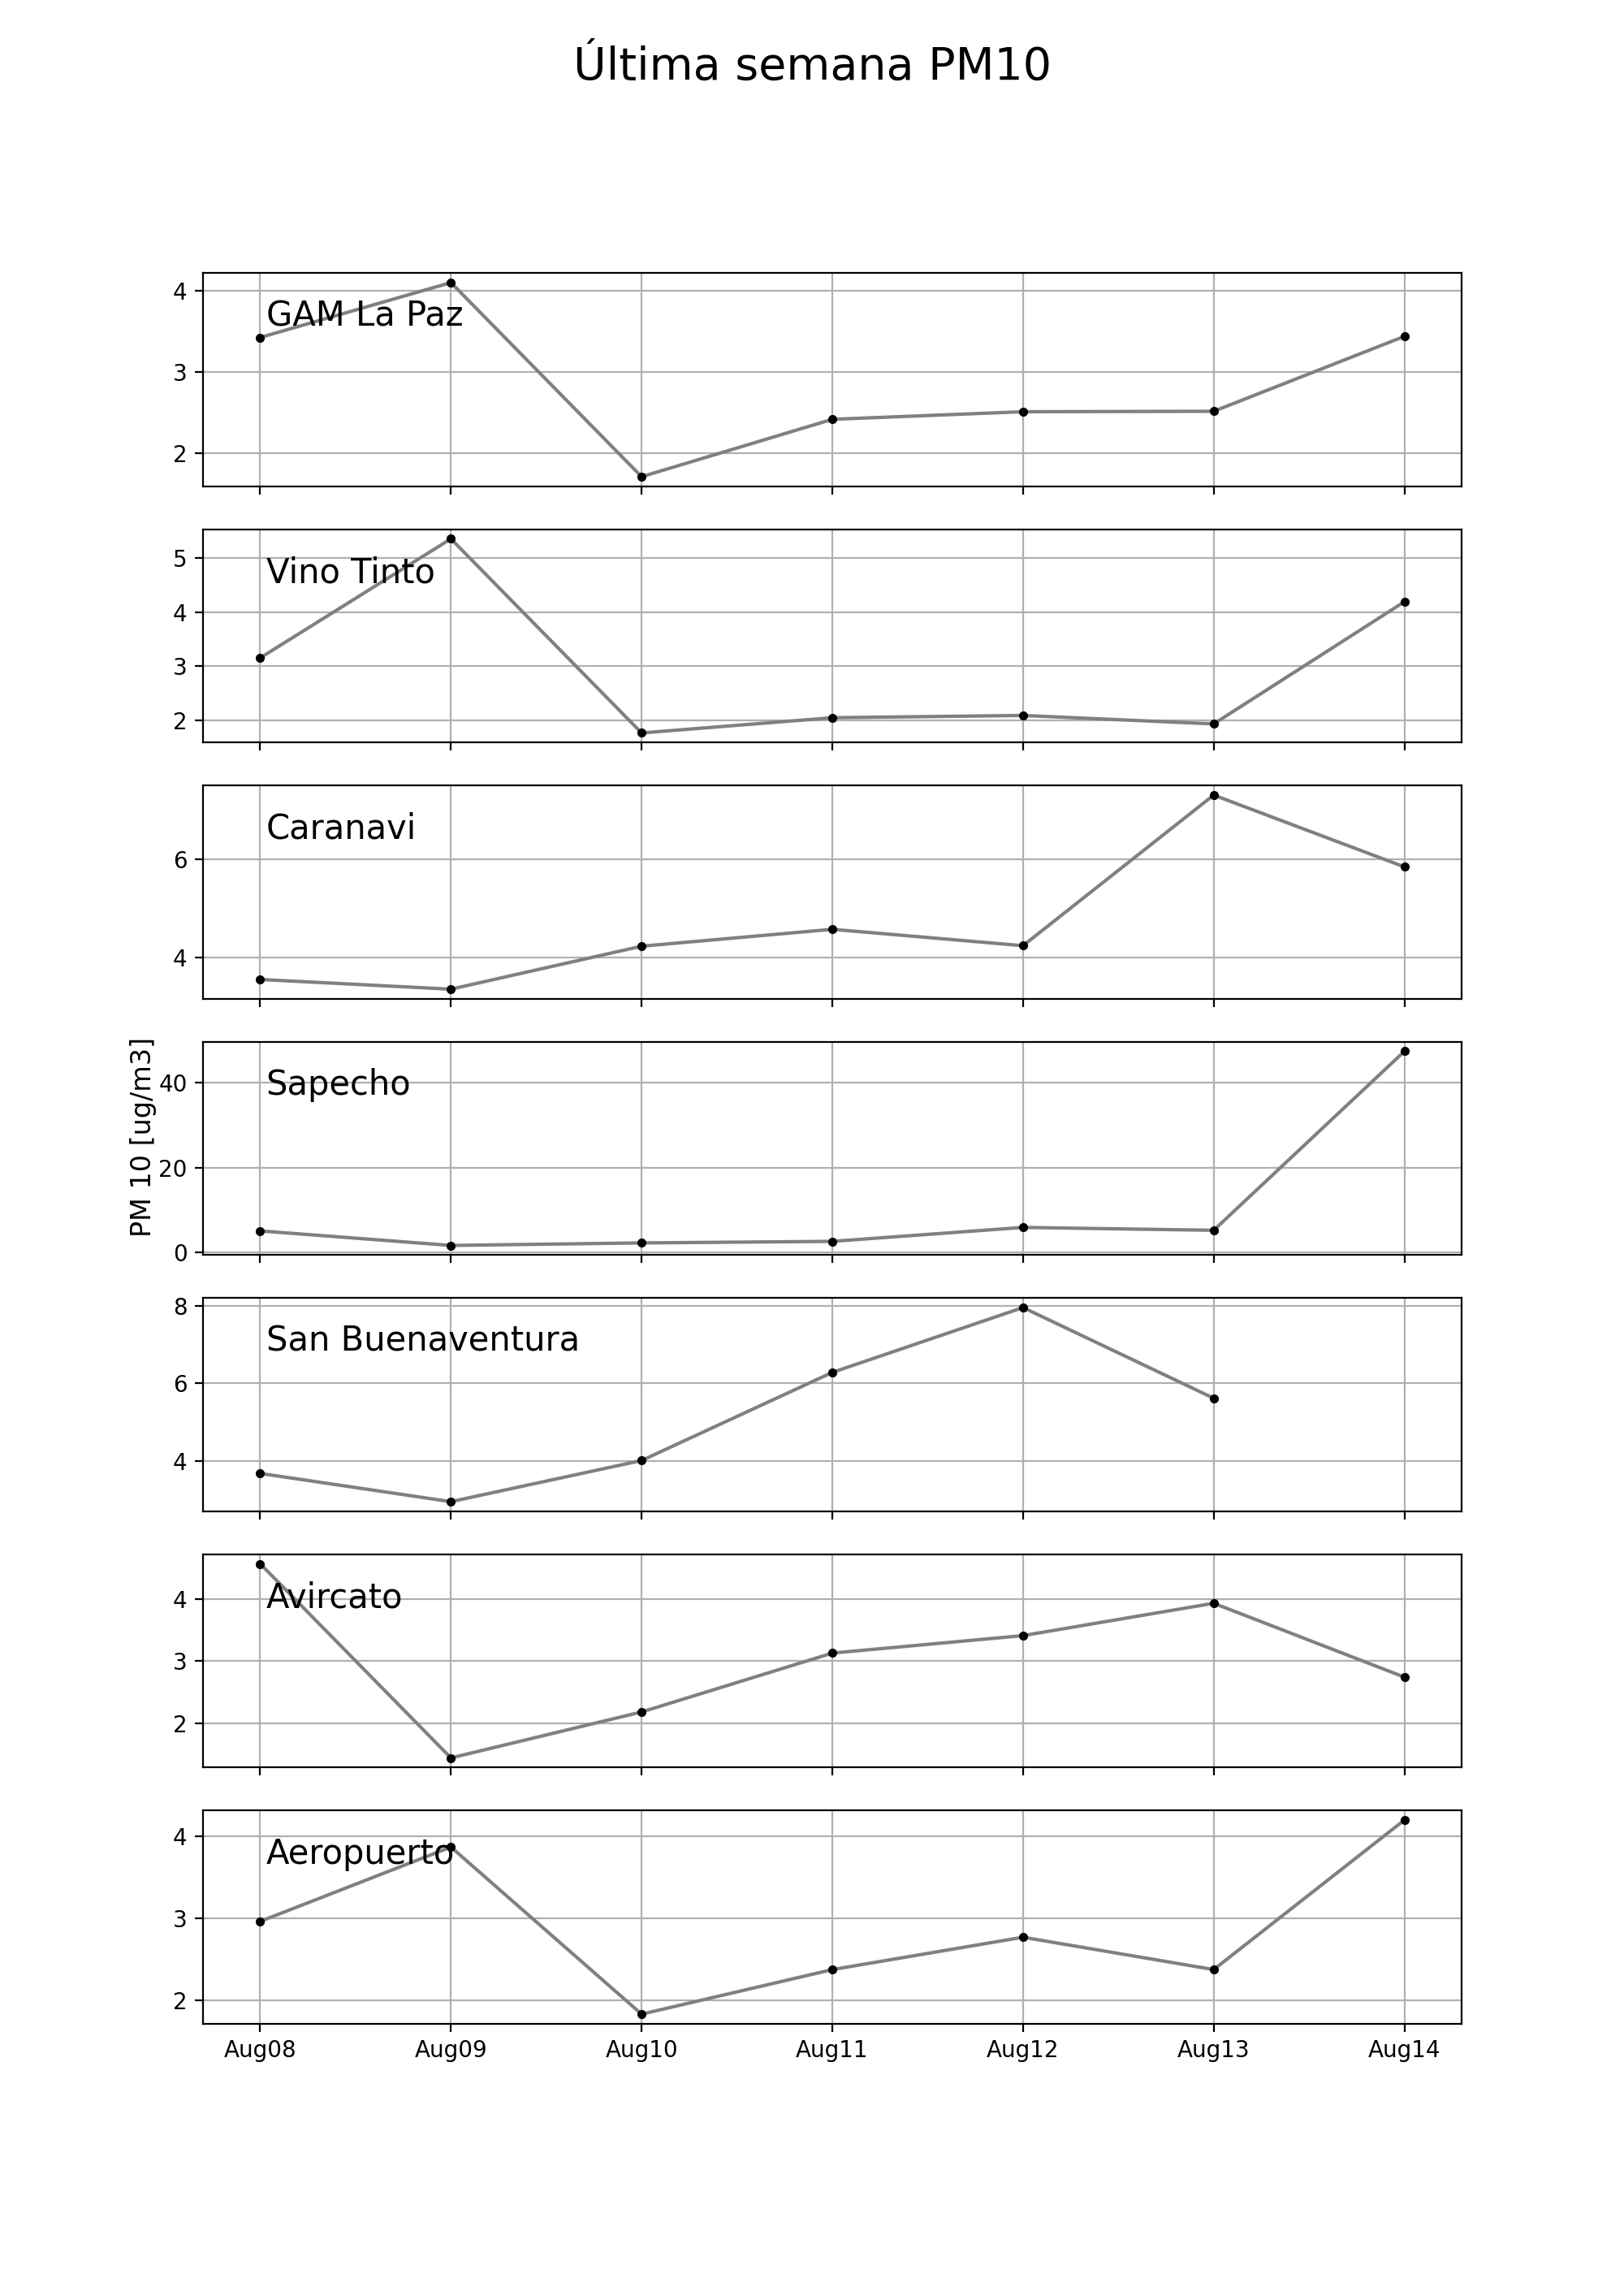 Última semana PM10
GAM La Paz
4
3
2
Vino Tinto
5
4
3
2
Caranavi
6
4
PM 10 [ug/m3]
Sapecho
40
20
0
San Buenaventura
8
6
4
Avircato
4
3
2
Aeropuerto
4
3
2
Aug08 Aug09 Aug10 Aug11 Aug12 Aug13 Aug14